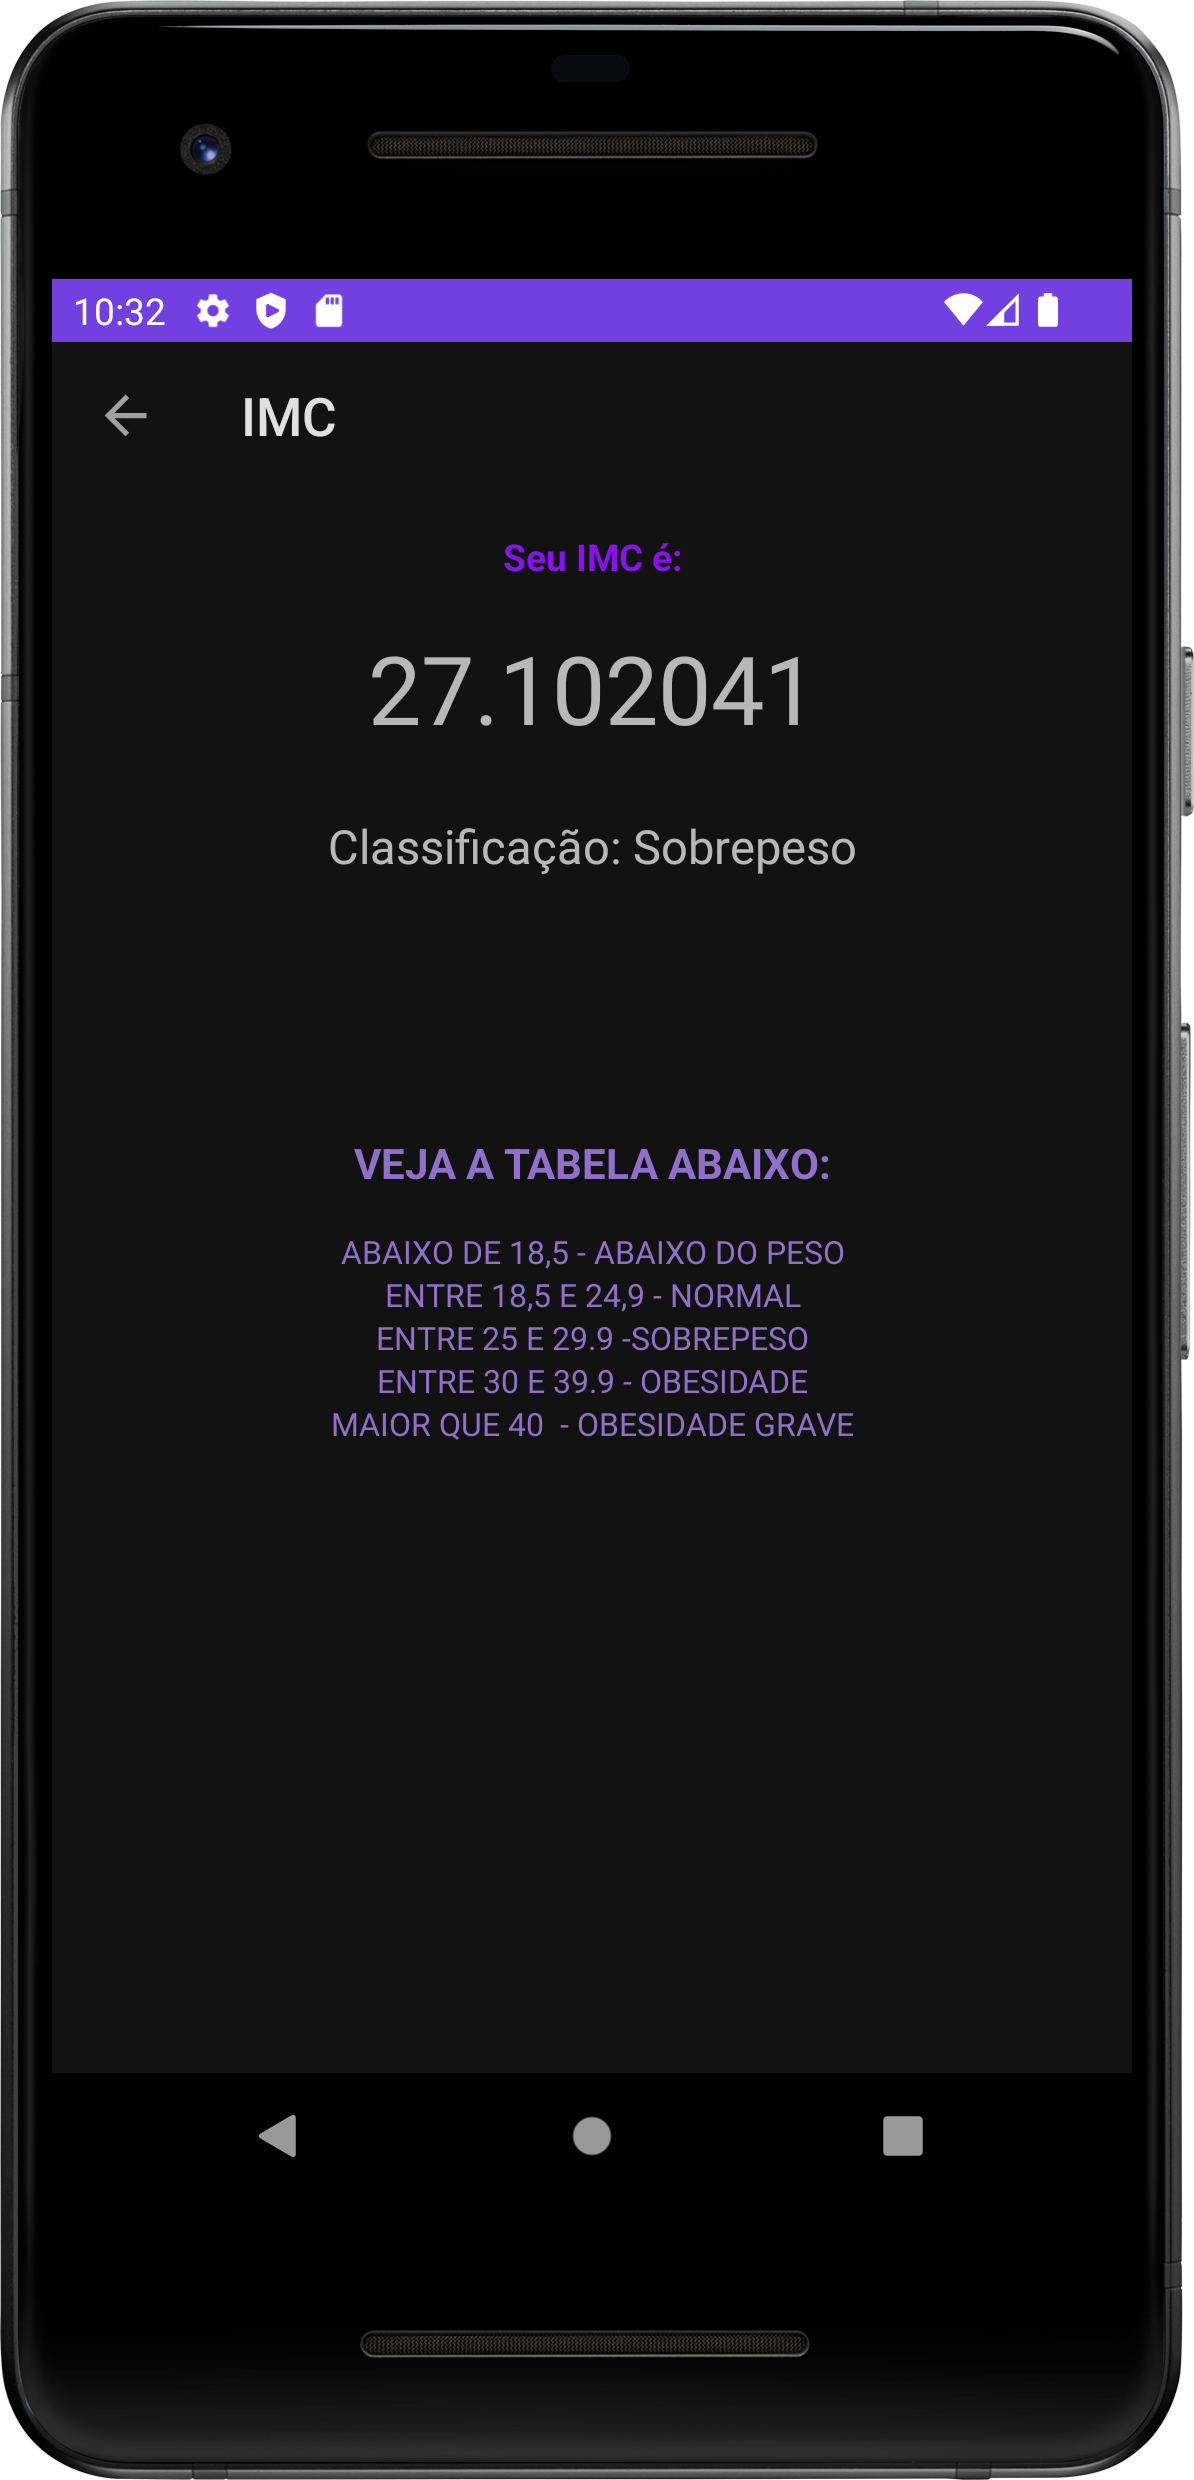 10:32
IMC
Seu IMC é:
27.102041
Classificação: Sobrepeso
VEJA A TABELA ABAIXO:
ABAIXO DE 18,5 - ABAIXO DO PESO
ENTRE 18,5 E 24,9 - NORMAL
ENTRE 25 E 29.9 -SOBREPESO
ENTRE 30 E 39.9 - OBESIDADE
MAIOR QUE 40  - OBESIDADE GRAVE